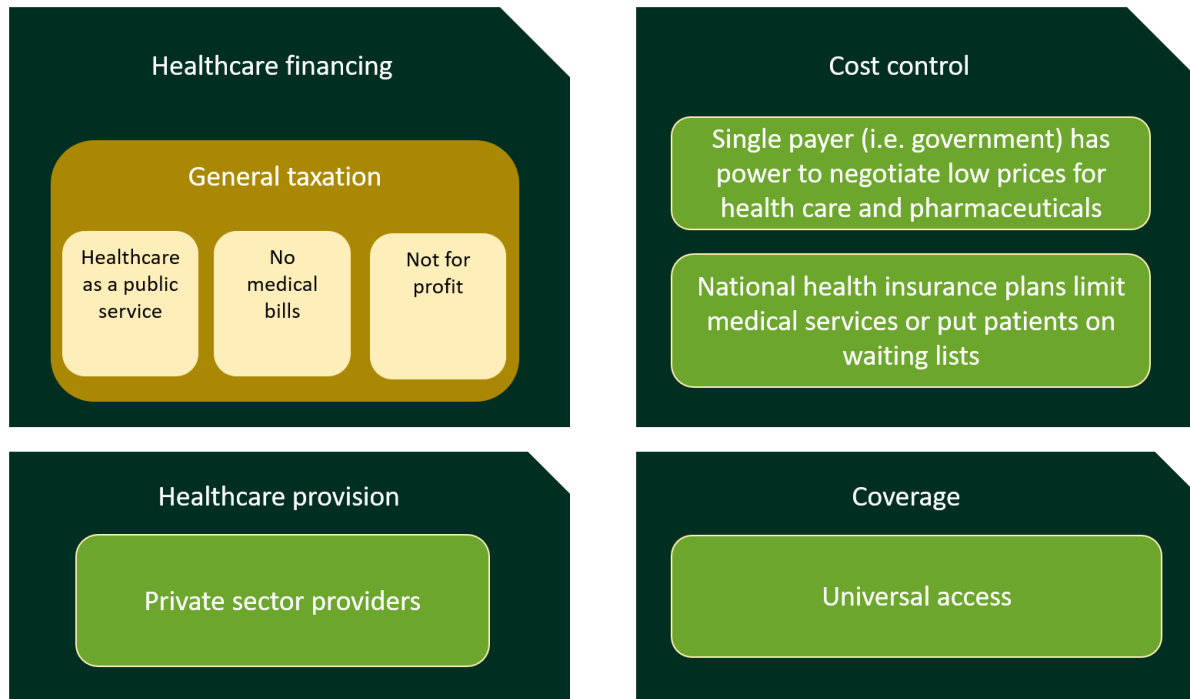 Healthcare financing
General taxation
Healthcare
as a public
service
No
medical
bills
Not for
profit
Cost control
Single payer (i.e. government) has
power to negotiate low prices for
health care and pharmaceuticals
National health insurance plans limit
medical services or put patients on
waiting lists
Healthcare provision
Private sector providers
Coverage
Universal access